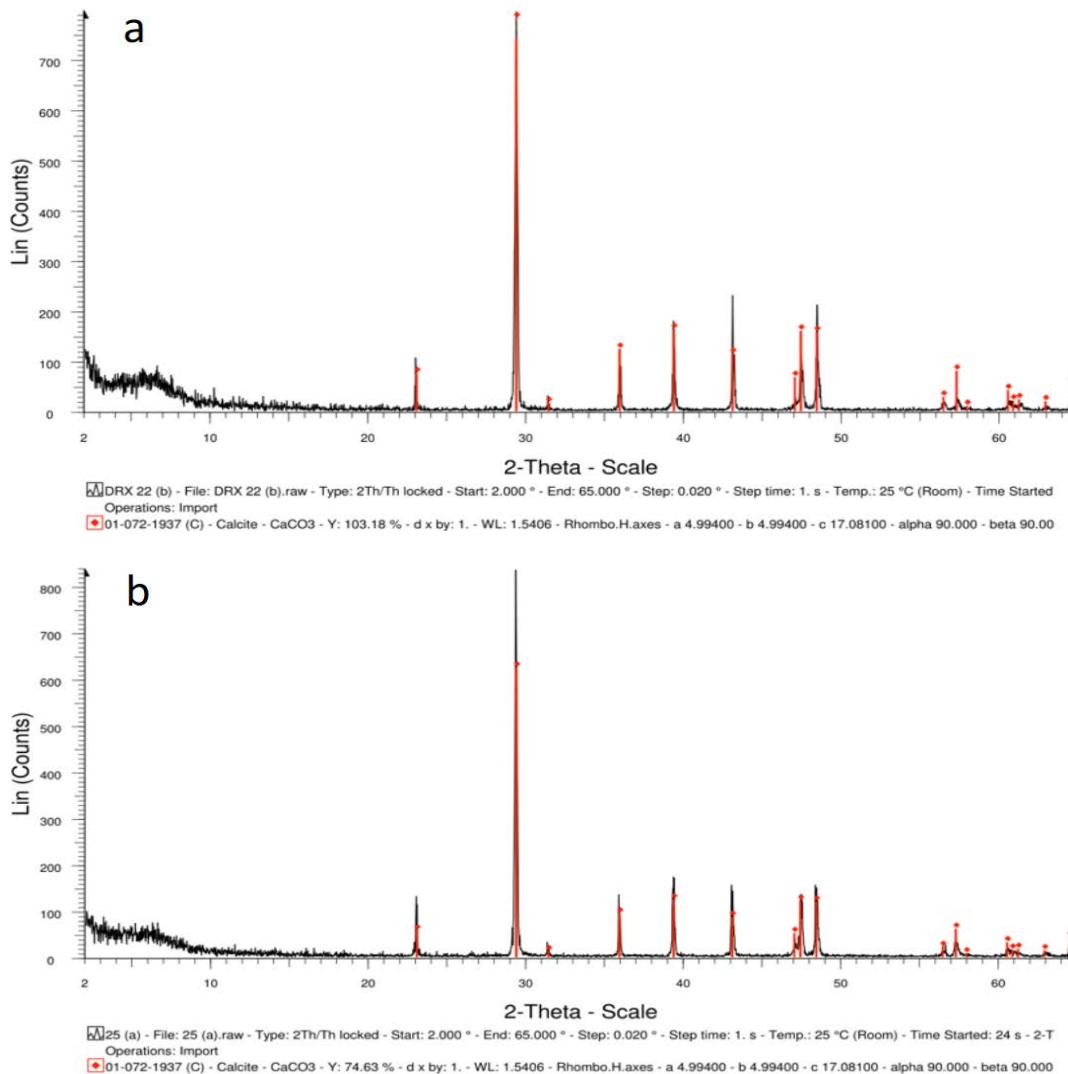 a
Lin (Counts)
700
600
500
400
300
200
100
0
2 10 20 30 40 50 60
2-Theta - Scale
DRX 22 (b) - File: DRX 22 (b).raw - Type: 2Th/Th locked - Start: 2.000 ° - End: 65.000 ° - Step: 0.020 ° - Step time: 1. s - Temp.: 25 °C (Room) - Time Started
Operations: Import
01-072-1937 (C) - Calcite - CaCO3 - Y: 103.18 % - d x by: 1. - WL: 1.5406 - Rhombo.H.axes - a 4.99400 - b 4.99400 - c 17.08100 - alpha 90.000 - beta 90.00
b
Lin (Counts)
800
700
600
500
400
300
200
100
0
2 10 20 30 40 50 60
2-Theta - Scale
25 (a) - File: 25 (a).raw - Type: 2Th/Th locked - Start: 2.000 ° - End: 65.000 ° - Step: 0.020 ° - Step time: 1. s - Temp.: 25 °C (Room) - Time Started: 24 s - 2-T
Operations: Import
01-072-1937 (C) - Calcite - CaCO3 - Y: 74.63 % - d x by: 1. - WL: 1.5406 - Rhombo.H.axes - a 4.99400 - b 4.99400 - c 17.08100 - alpha 90.000 - beta 90.000